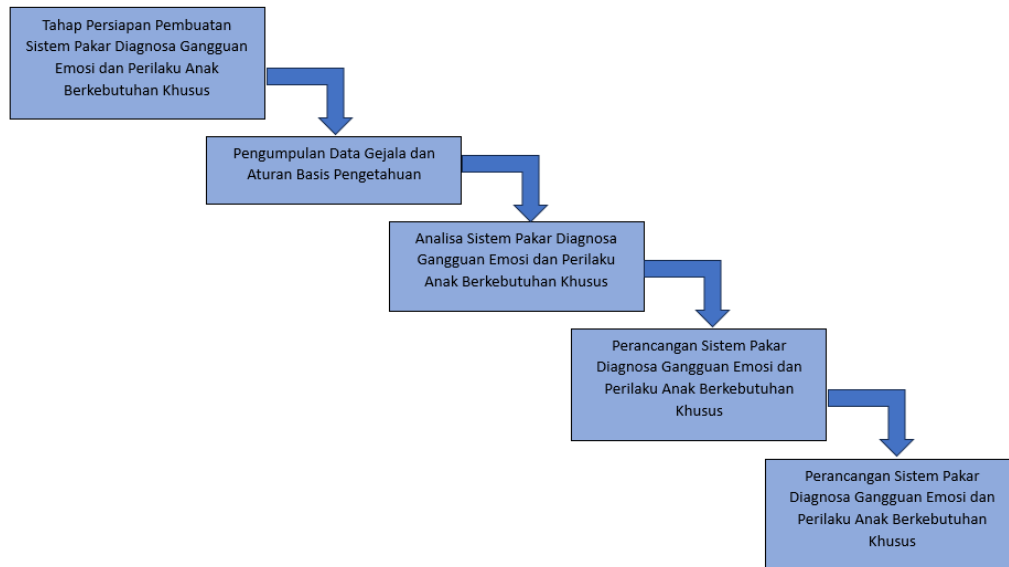 Tahap Persiapan Pembuatan
Sistem Pakar Diagnosa Gangguan
Emosi dan Perilaku Anak
Berkebutuhan Khusus
Pengumpulan Data Gejala dan
Aturan Basis Pengetahuan
Analisa Sistem Pakar Diagnosa
Gangguan Emosi dan Perilaku
Anak Berkebutuhan Khusus
Perancangan Sistem Pakar
Diagnosa Gangguan Emosi dan
Perilaku Anak Berkebutuhan
Khusus
Perancangan Sistem Pakar
Diagnosa Gangguan Emosi dan
Perilaku Anak Berkebutuhan
Khusus